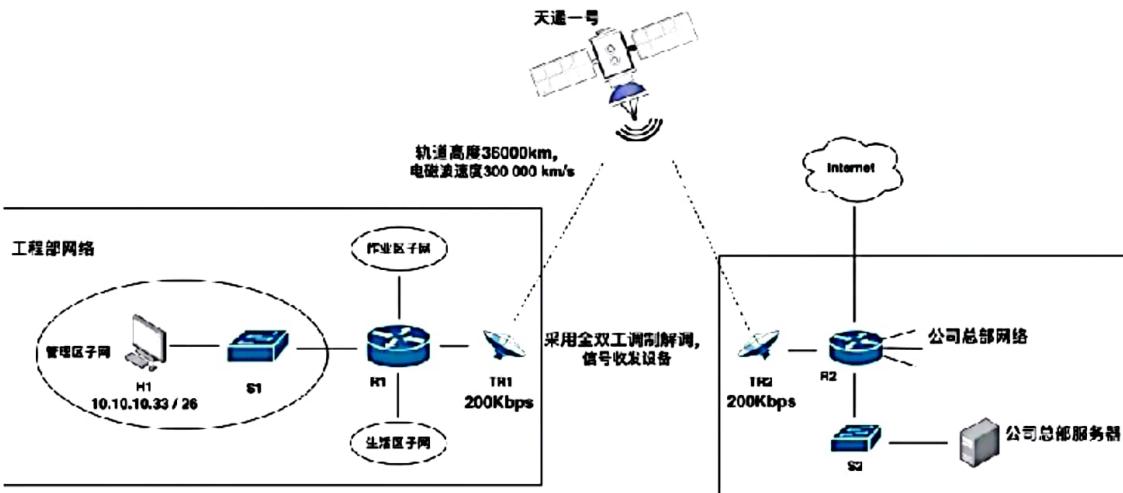 天通一号
轨道高度36000km,
电磁波速度300 000 km/s
Internet
工程部网络
作业区子网
管理区子网
H1
10.10.10.33 / 26
S1
R1
TR1
200Kbps
采用全双工调制解调,
信号收发设备
生活区子网
TR2
200Kbps
R2
公司总部网络
S2
公司总部服务器